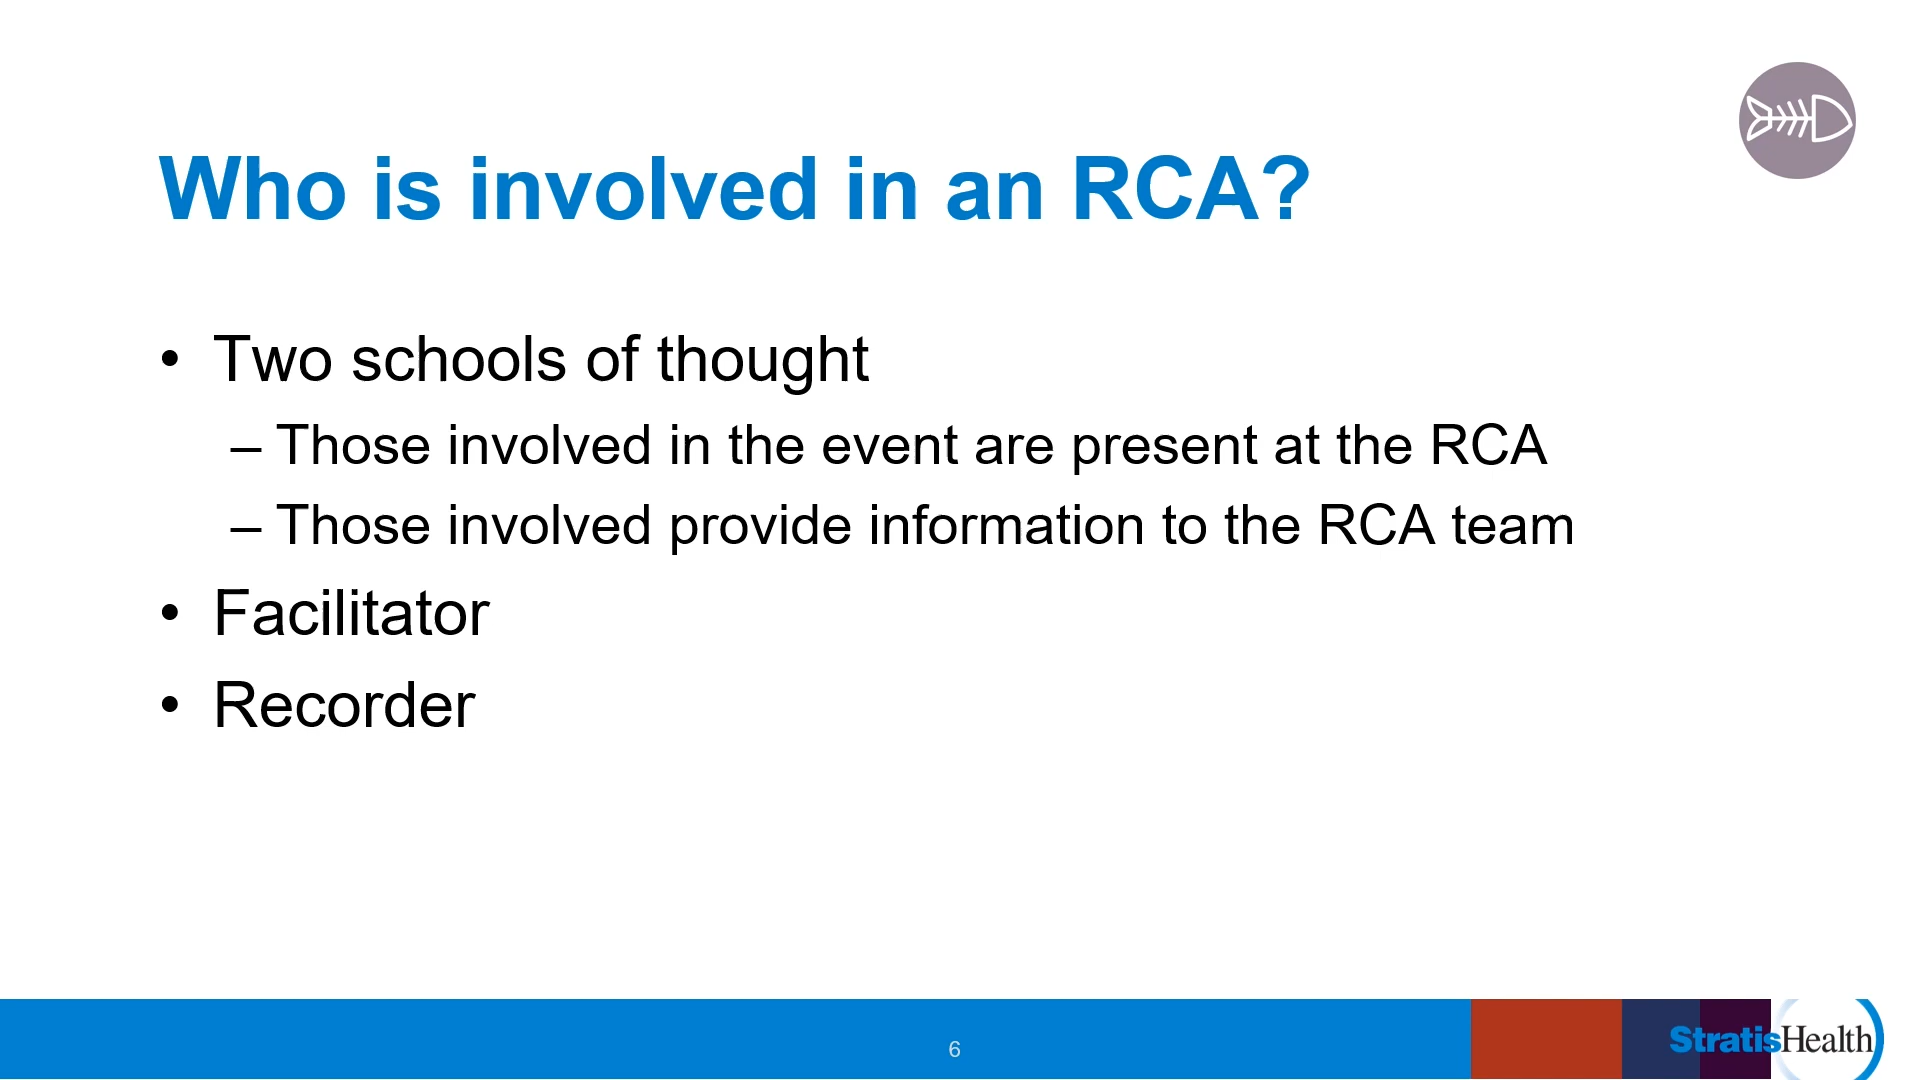 Who is involved in an RCA?
• Two schools of thought
– Those involved in the event are present at the RCA
– Those involved provide information to the RCA team
• Facilitator
• Recorder
6
StratisHealth